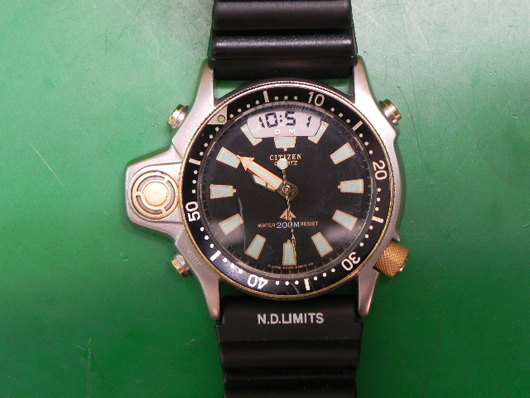 10:51
D M
CITIZEN
QUARTZ
WATER 200M RESIST
10
20
30
40
50
N.D.LIMITS